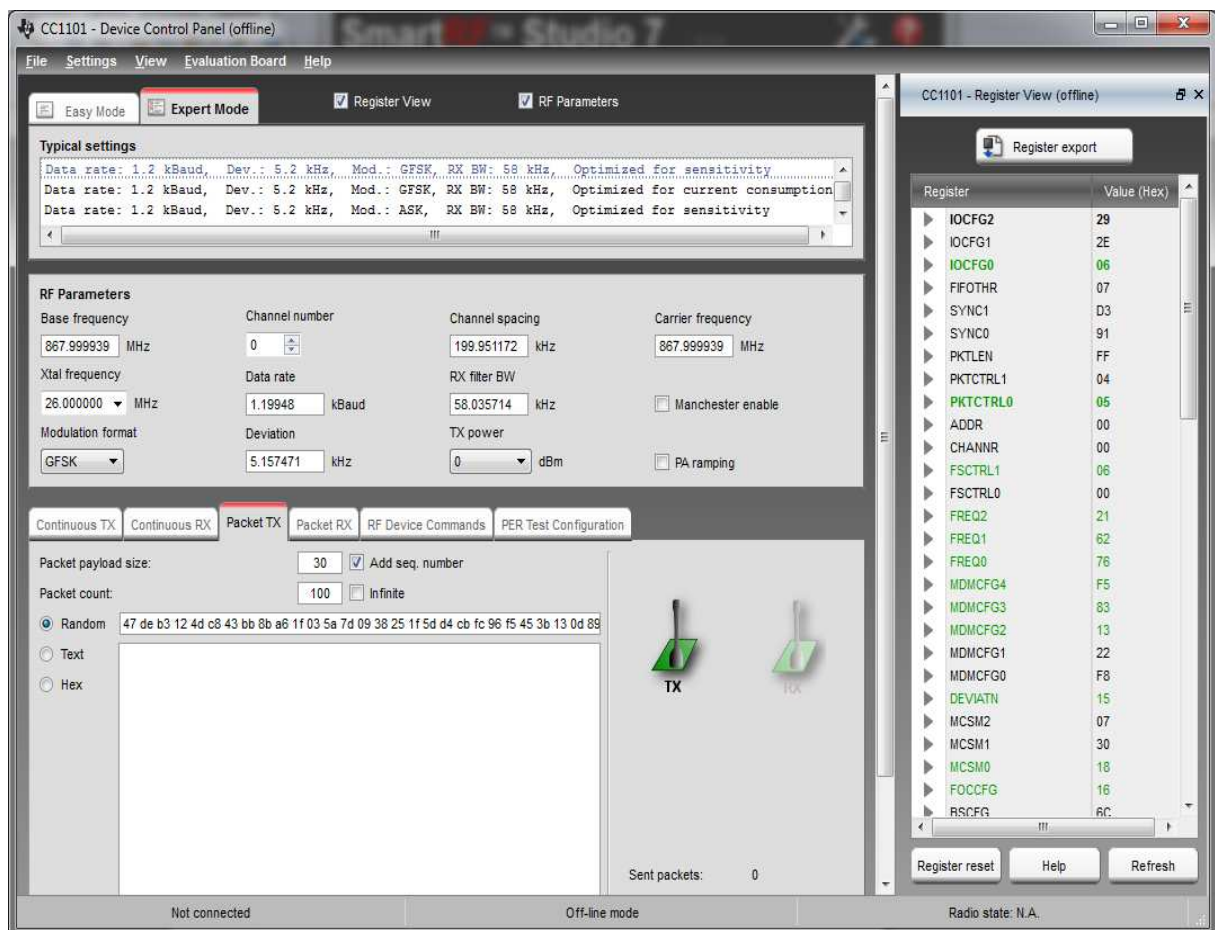 CC1101 - Device Control Panel (offline)
SmartRF™ Studio 7
File Settings View Evaluation Board Help
Easy Mode Expert Mode Register View RF Parameters
Typical settings
Data rate: 1.2 kBaud, Dev.: 5.2 kHz, Mod.: GFSK, RX BW: 58 kHz, Optimized for sensitivity
Data rate: 1.2 kBaud, Dev.: 5.2 kHz, Mod.: GFSK, RX BW: 58 kHz, Optimized for current consumption
Data rate: 1.2 kBaud, Dev.: 5.2 kHz, Mod.: ASK, RX BW: 58 kHz, Optimized for sensitivity
RF Parameters
Base frequency Channel number Channel spacing Carrier frequency
867.999939 MHz 0 199.951172 kHz 867.999939 MHz
Xtal frequency Data rate RX filter BW
26.000000 MHz 1.19948 kBaud 58.035714 kHz Manchester enable
Modulation format Deviation TX power
GFSK 5.157471 kHz 0 dBm PA ramping
Continuous TX Continuous RX Packet TX Packet RX RF Device Commands PER Test Configuration
Packet payload size: 30 Add seq. number
Packet count: 100 Infinite
Random 47 de b3 12 4d c8 43 bb 8b a6 1f 03 5a 7d 09 38 25 1f 5d d4 cb fc 96 f5 45 3b 13 0d 89
Text
Hex
TX
RX
Sent packets: 0
CC1101 - Register View (offline)
Register export
Register Value (Hex)
IOCFG2 29
IOCFG1 2E
IOCFG0 06
FIFOTHR 07
SYNC1 D3
SYNC0 91
PKTLEN FF
PKTCTRL1 04
PKTCTRL0 05
ADDR 00
CHANNR 00
FSCTRL1 06
FSCTRL0 00
FREQ2 21
FREQ1 62
FREQ0 76
MDMCFG4 F5
MDMCFG3 83
MDMCFG2 13
MDMCFG1 22
MDMCFG0 F8
DEVIATN 15
MCSM2 07
MCSM1 30
MCSM0 18
FOCCFG 16
BSCFG 6C
Register reset Help Refresh
Not connected Off-line mode Radio state: N.A.